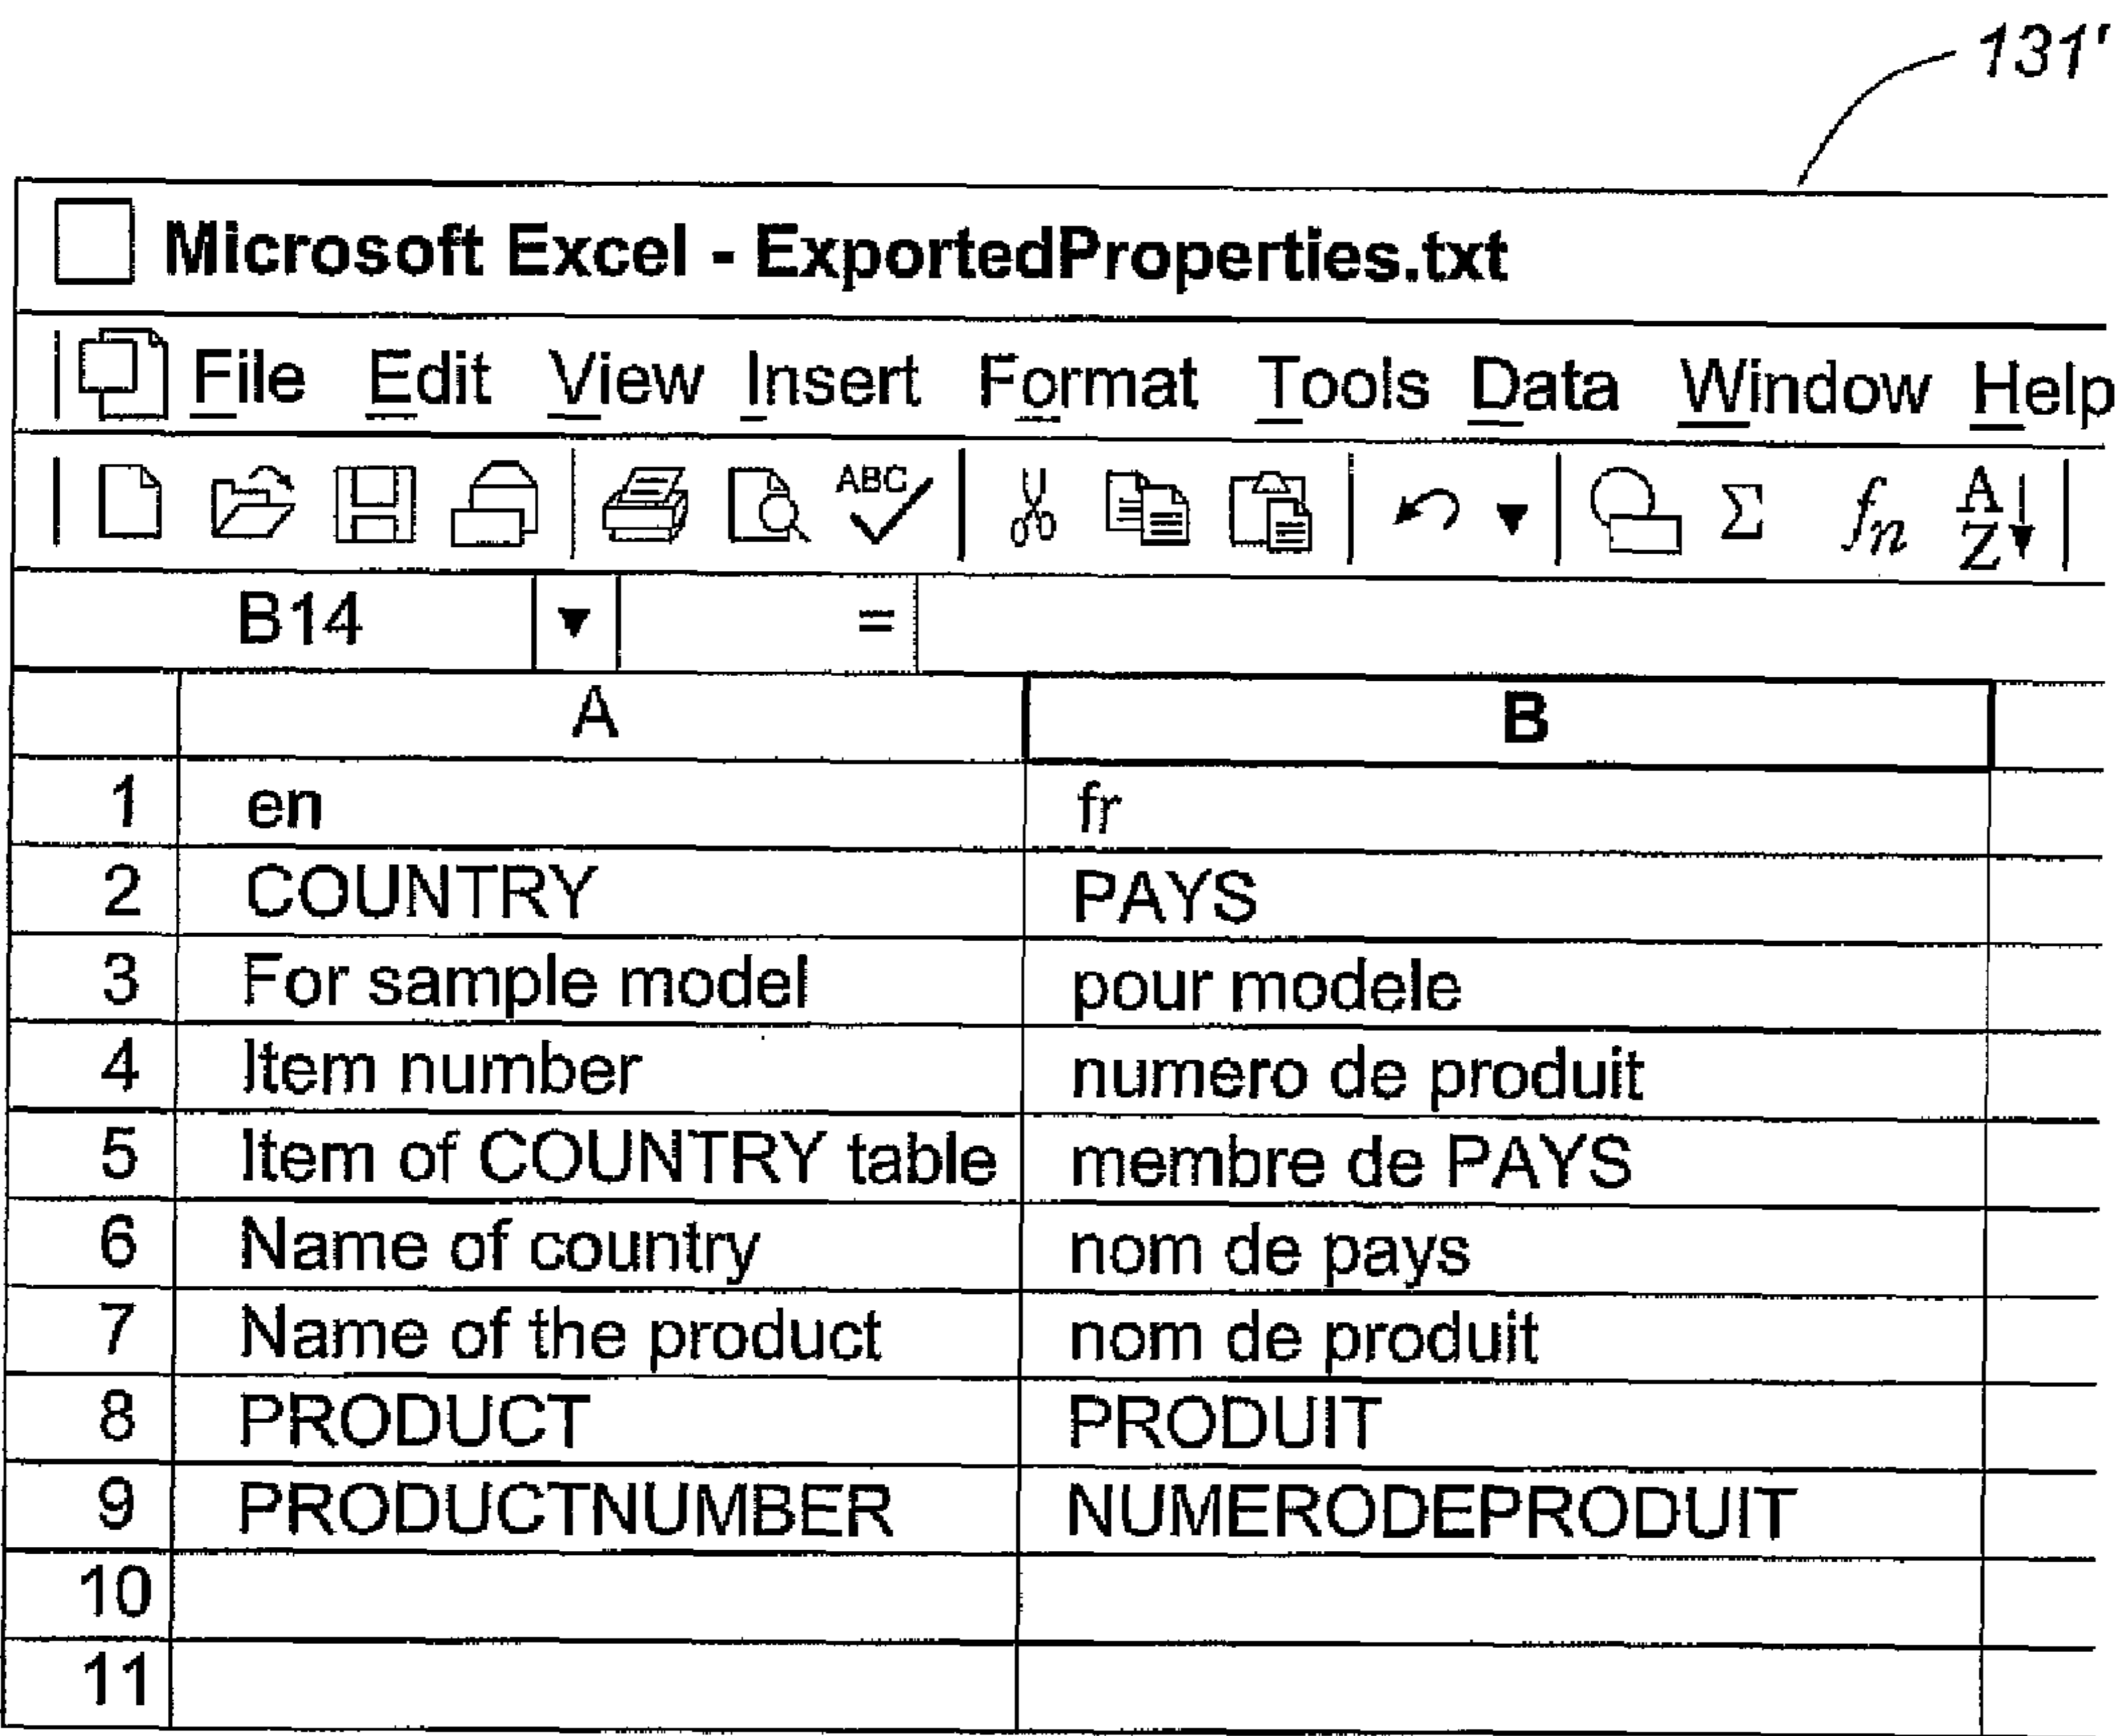 131'
Microsoft Excel - ExportedProperties.txt
File Edit View Insert Format Tools Data Window Help
ABC Σ fn A Z
B14 =
A B
1 en fr
2 COUNTRY PAYS
3 For sample model pour modele
4 Item number numero de produit
5 Item of COUNTRY table membre de PAYS
6 Name of country nom de pays
7 Name of the product nom de produit
8 PRODUCT PRODUIT
9 PRODUCTNUMBER NUMERODEPRODUIT
10
11